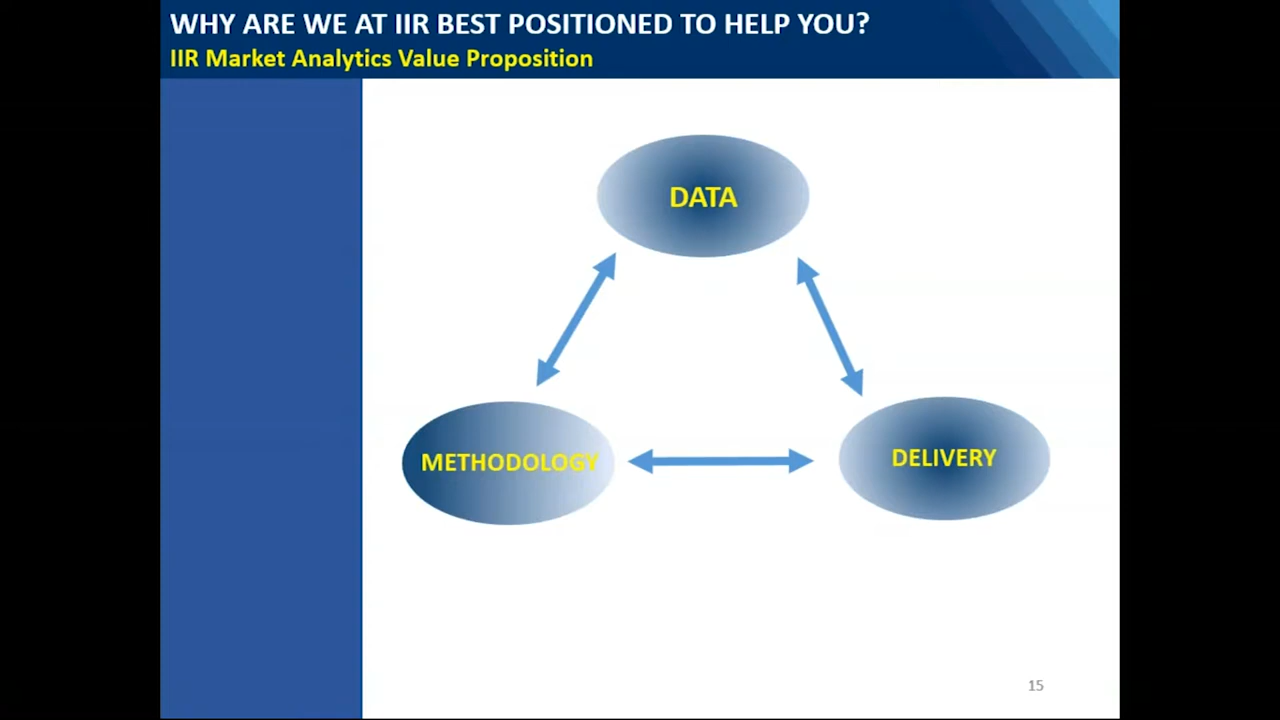 WHY ARE WE AT IIR BEST POSITIONED TO HELP YOU?
IIR Market Analytics Value Proposition
DATA
METHODOLOGY
DELIVERY
15